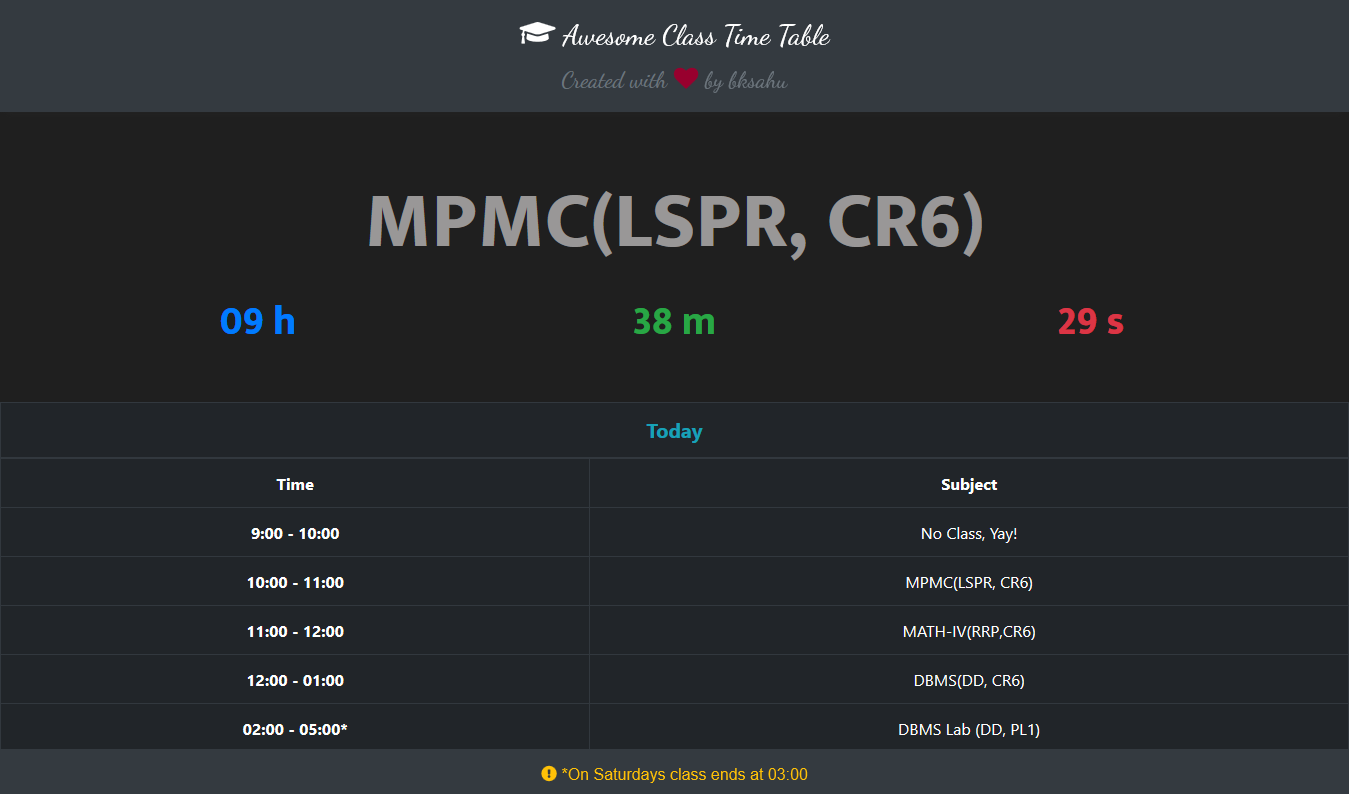 Awesome Class Time Table
Created with by bksahu
MPMC(LSPR, CR6)
09 h 38 m 29 s
Today
Time Subject
9:00 - 10:00 No Class, Yay!
10:00 - 11:00 MPMC(LSPR, CR6)
11:00 - 12:00 MATH-IV(RRP,CR6)
12:00 - 01:00 DBMS(DD, CR6)
02:00 - 05:00* DBMS Lab (DD, PL1)
*On Saturdays class ends at 03:00